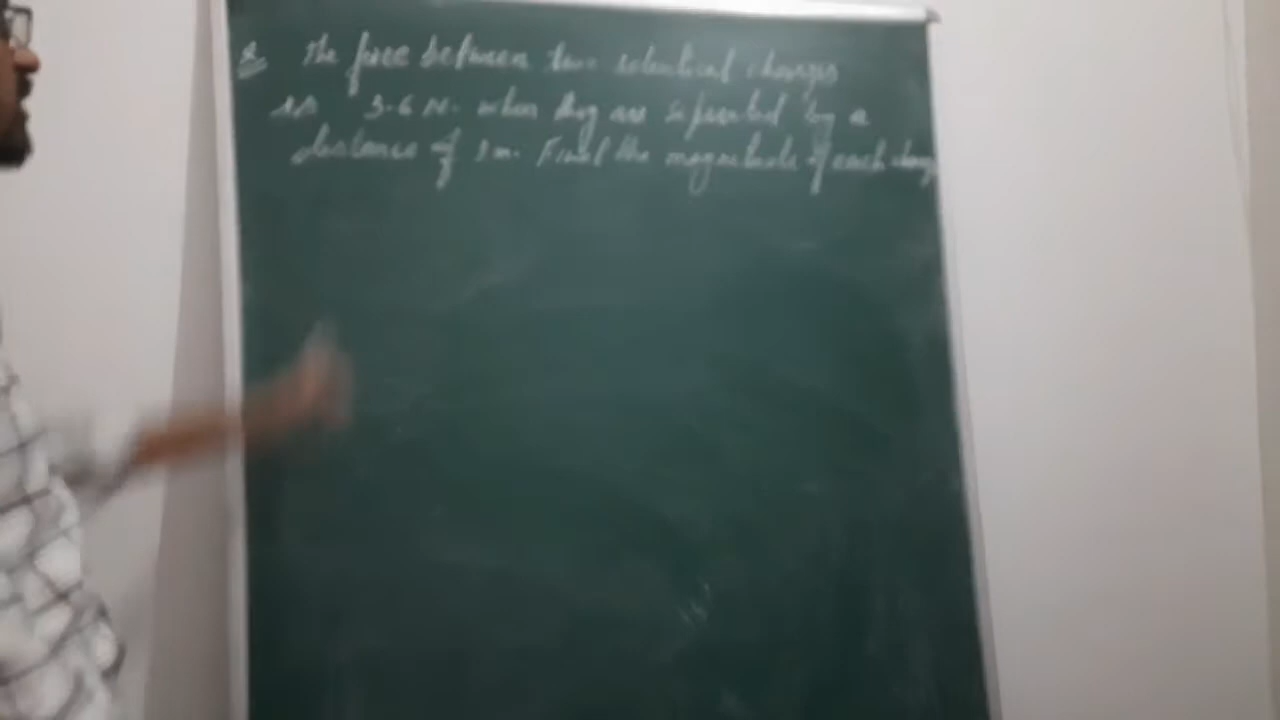 Q. The force between two identical charges
is 3.6 N. when they are separated by a
distance of 1 m. Find the magnitude of each charge